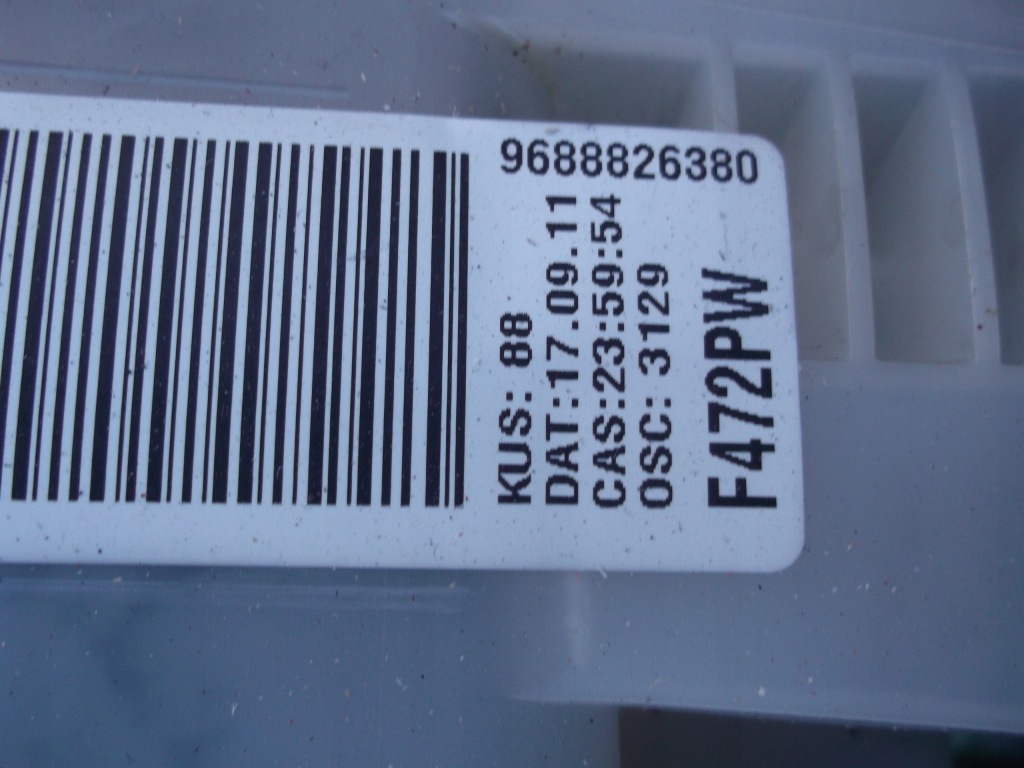 9688826380
KUS: 88
DAT:17.09.11
CAS:23:59:54
OSC: 3129
F472PW